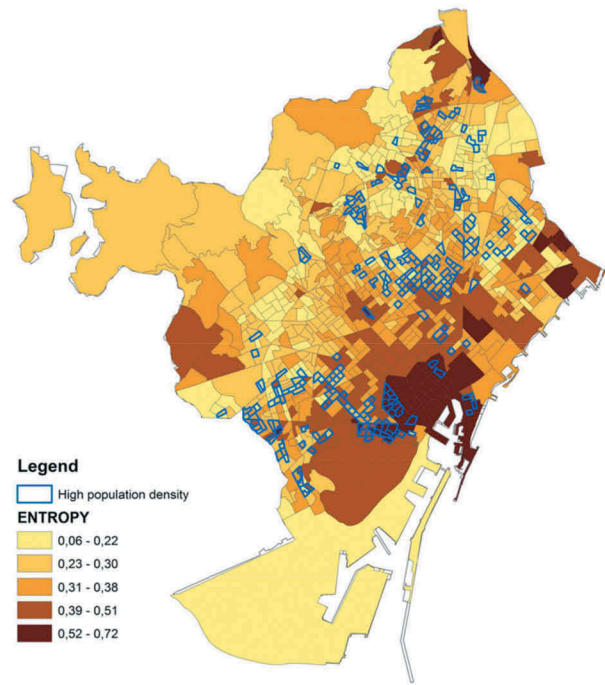 Legend
High population density
ENTROPY
0,06 - 0,22
0,23 - 0,30
0,31 - 0,38
0,39 - 0,51
0,52 - 0,72